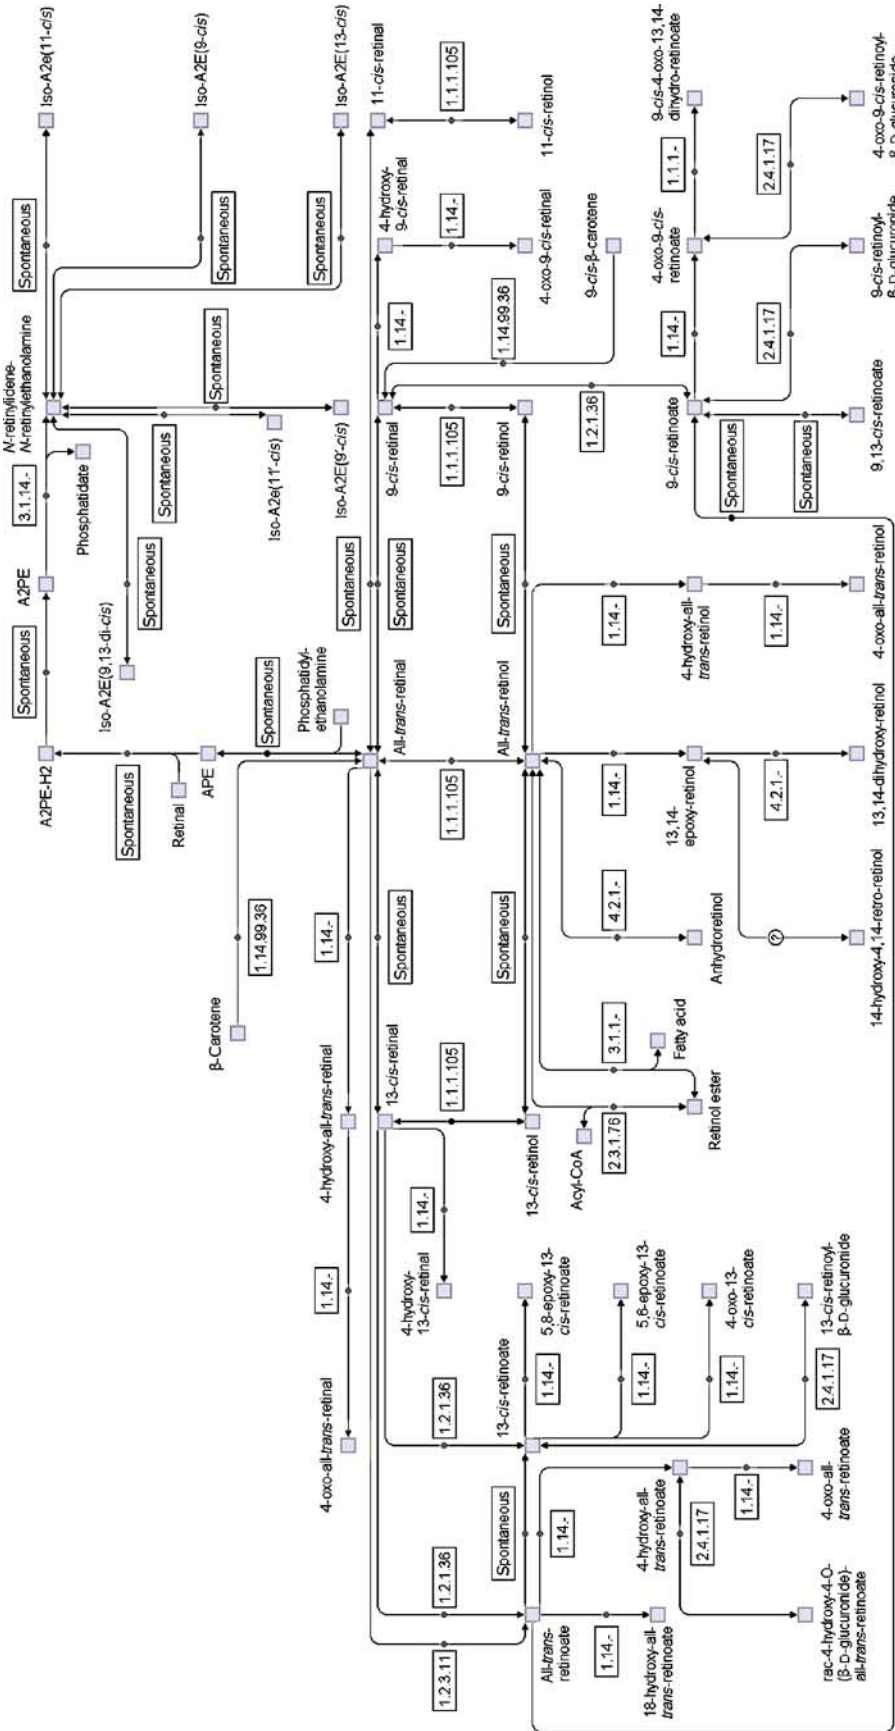 Iso-A2e(11-cis)
Spontaneous
Iso-A2E(9-cis)
Spontaneous
Iso-A2E(13-cis)
Spontaneous
N-retinylidene-
N-retinylethanolamine
3.1.14.-
Phosphatidate
Spontaneous
Spontaneous
Iso-A2e(11'-cis)
Iso-A2E(9'-cis)
A2PE
Spontaneous
Iso-A2E(9,13-di-cis)
Spontaneous
A2PE-H2
Spontaneous
Retinal
APE
Spontaneous
Phosphatidyl-
ethanolamine
β-Carotene
1.14.99.36
11-cis-retinal
1.1.1.105
11-cis-retinol
4-hydroxy-
9-cis-retinal
1.14.-
4-oxo-9-cis-retinal
1.14.-
9-cis-β-carotene
1.14.99.36
9-cis-retinal
1.1.1.105
9-cis-retinol
1.2.1.36
Spontaneous
Spontaneous
Spontaneous
All-trans-retinal
1.1.1.105
All-trans-retinol
1.14.-
4-hydroxy-all-trans-retinal
1.14.-
4-oxo-all-trans-retinal
Spontaneous
13-cis-retinal
1.1.1.105
13-cis-retinol
Spontaneous
1.14.-
4-hydroxy-
13-cis-retinal
1.2.1.36
1.2.1.36
1.2.3.11
9-cis-4-oxo-13,14-
dihydro-retinoate
1.1.1.-
4-oxo-9-cis-
retinoate
2.4.1.17
4-oxo-9-cis-retinoyl-
β-D-glucuronide
1.14.-
9-cis-retinoate
2.4.1.17
9-cis-retinoyl-
β-D-glucuronide
Spontaneous
9,13-cis-retinoate
Spontaneous
1.14.-
4-hydroxy-all-
trans-retinol
1.14.-
4-oxo-all-trans-retinol
1.14.-
13,14-
epoxy-retinol
4.2.1.-
13,14-dihydroxy-retinol
?
14-hydroxy-4,14-retro-retinol
4.2.1.-
Anhydroretinol
3.1.1.-
Fatty acid
Acyl-CoA
2.3.1.76
Retinol ester
13-cis-retinoate
1.14.-
5,8-epoxy-13-
cis-retinoate
1.14.-
5,6-epoxy-13-
cis-retinoate
1.14.-
4-oxo-13-
cis-retinoate
2.4.1.17
13-cis-retinoyl-
β-D-glucuronide
Spontaneous
All-trans-
retinoate
1.14.-
4-hydroxy-all-
trans-retinoate
1.14.-
4-oxo-all-
trans-retinoate
2.4.1.17
rac-4-hydroxy-4-O-
(β-D-glucuronide)-
all-trans-retinoate
1.14.-
18-hydroxy-all-
trans-retinoate